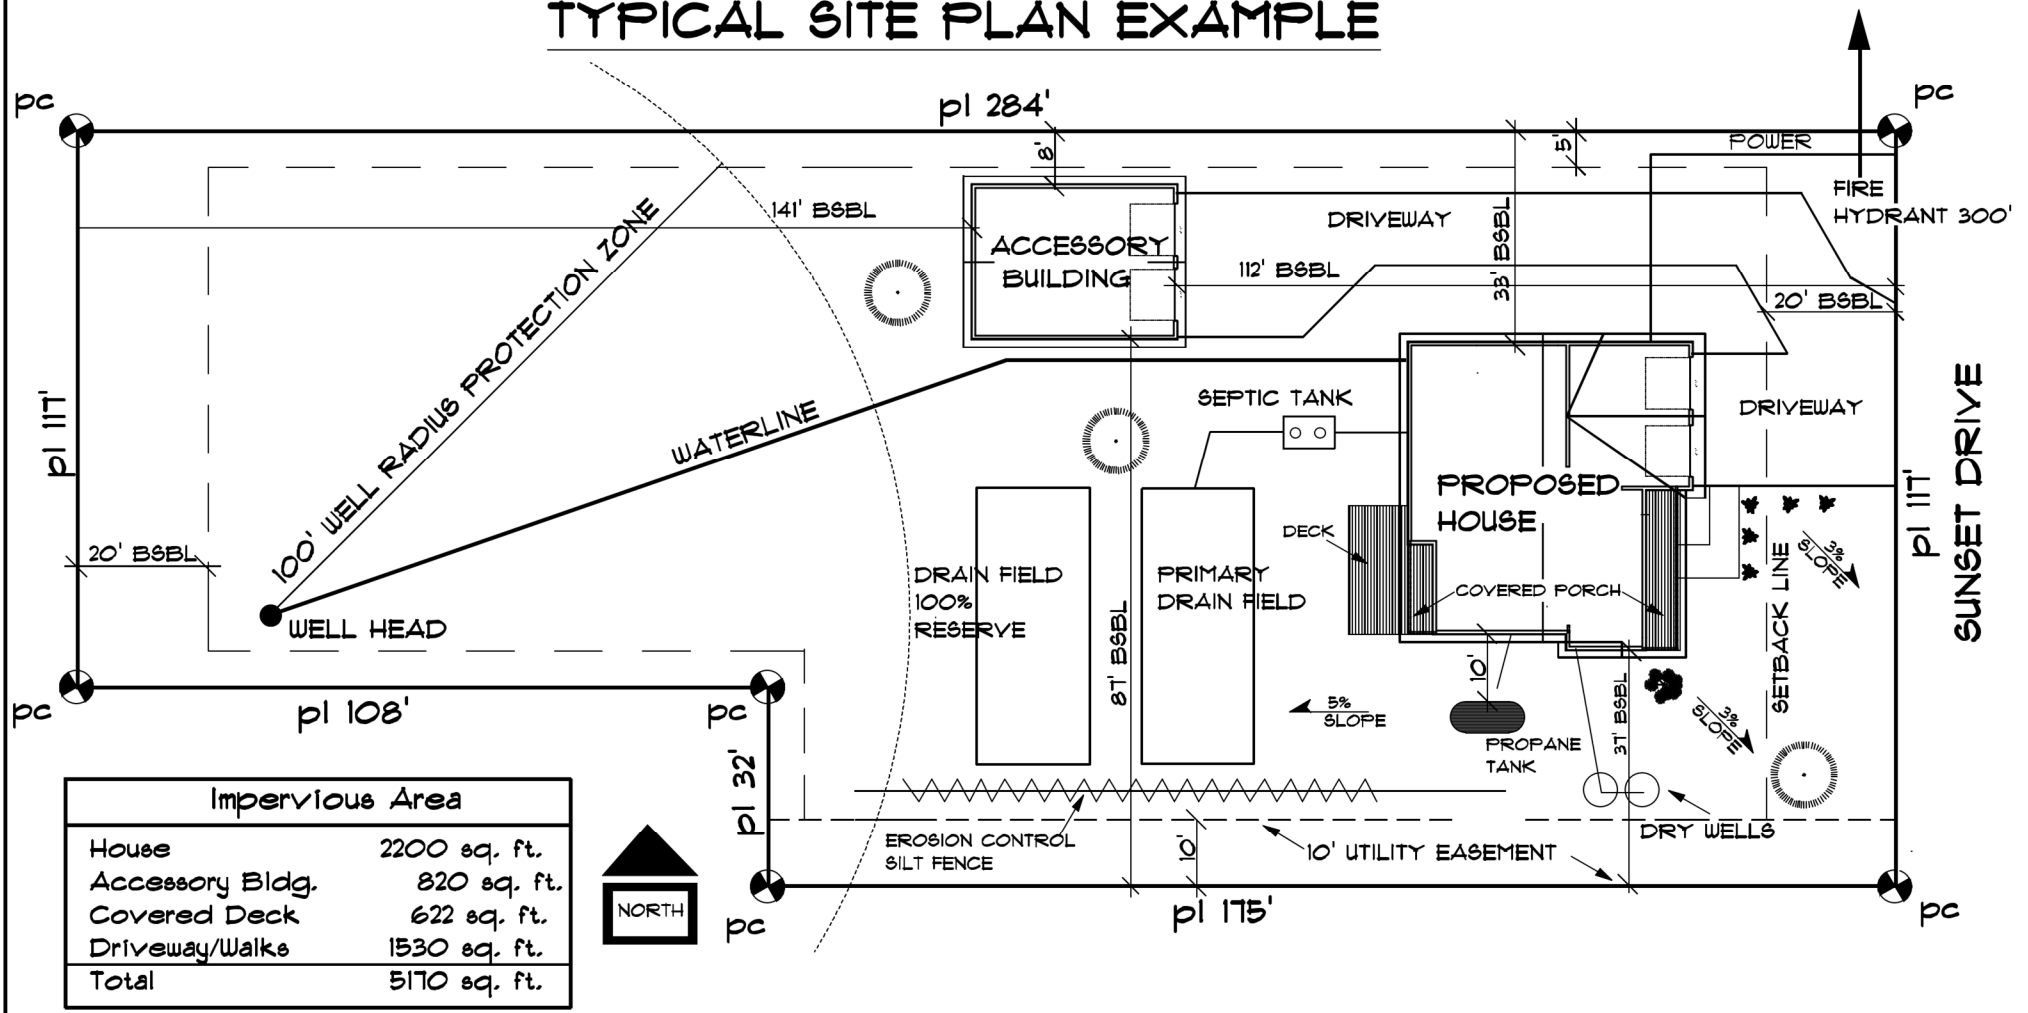 TYPICAL SITE PLAN EXAMPLE
pc
pl 284'
pc
POWER
8'
5'
FIRE
HYDRANT 300'
141' BSBL
DRIVEWAY
33' BSBL
ACCESSORY
BUILDING
112' BSBL
20' BSBL
100' WELL RADIUS PROTECTION ZONE
WATERLINE
SEPTIC TANK
DRIVEWAY
pl 117'
SUNSET DRIVE
pl 117'
PROPOSED
HOUSE
DECK
20' BSBL
DRAIN FIELD
100%
RESERVE
PRIMARY
DRAIN FIELD
COVERED PORCH
3%
SLOPE
SETBACK LINE
WELL HEAD
87' BSBL
10'
37' BSBL
5%
SLOPE
3%
SLOPE
pc
pl 108'
pc
PROPANE
TANK
pl 32'
EROSION CONTROL
SILT FENCE
10'
10' UTILITY EASEMENT
DRY WELLS
pc
pl 175'
pc
NORTH
Impervious Area
House 2200 sq. ft.
Accessory Bldg. 820 sq. ft.
Covered Deck 622 sq. ft.
Driveway/Walks 1530 sq. ft.
Total 5170 sq. ft.